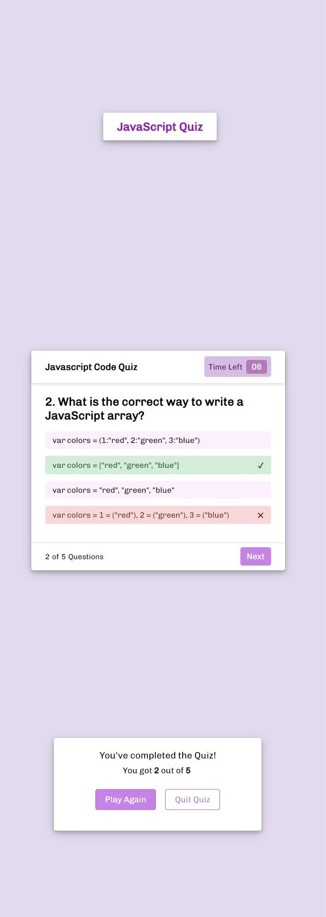 JavaScript Quiz
Javascript Code Quiz
Time Left 06
2. What is the correct way to write a
JavaScript array?
var colors = (1:"red", 2:"green", 3:"blue")
var colors = ["red", "green", "blue"] ✓
var colors = "red", "green", "blue"
var colors = 1 = ("red"), 2 = ("green"), 3 = ("blue") ✕
2 of 5 Questions
Next
You've completed the Quiz!
You got 2 out of 5
Play Again
Quit Quiz